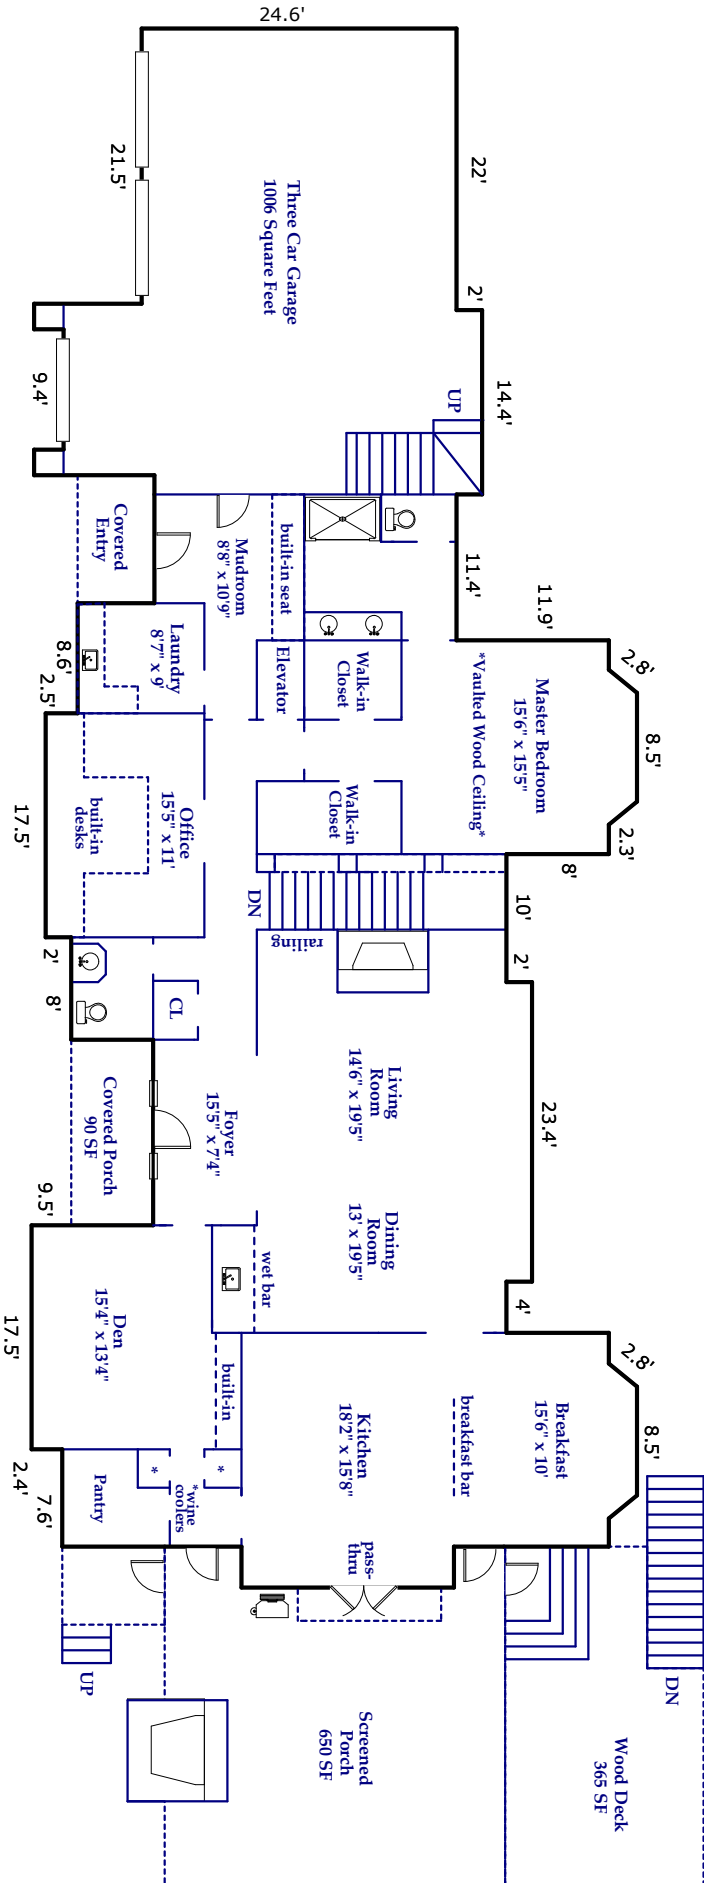 24.6'
22'
21.5'
Three Car Garage
1006 Square Feet
2'
14.4'
9.4'
UP
Covered
Entry
Mudroom
8'8" x 10'9"
built-in seat
11.4'
11.9'
2.8'
8.5'
2.3'
8'
Laundry
8'7" x 9'
8.6'
2.5'
Elevator
Walk-in
Closet
Master Bedroom
15'6" x 15'5"
*Vaulted Wood Ceiling*
Walk-in
Closet
Office
15'5" x 11'
built-in
desks
17.5'
DN
railing
10'
2'
2'
8'
CL
23.4'
Covered Porch
90 SF
Foyer
15'5" x 7'4"
Living
Room
14'6" x 19'5"
Dining
Room
13' x 19'5"
9.5'
4'
wet bar
Den
15'4" x 13'4"
17.5'
built-in
Kitchen
18'2" x 15'8"
breakfast bar
Breakfast
15'6" x 10'
2.8'
8.5'
*
*
*wine
coolers
Pantry
7.6'
2.4'
pass-
thru
UP
DN
Screened
Porch
650 SF
Wood Deck
365 SF